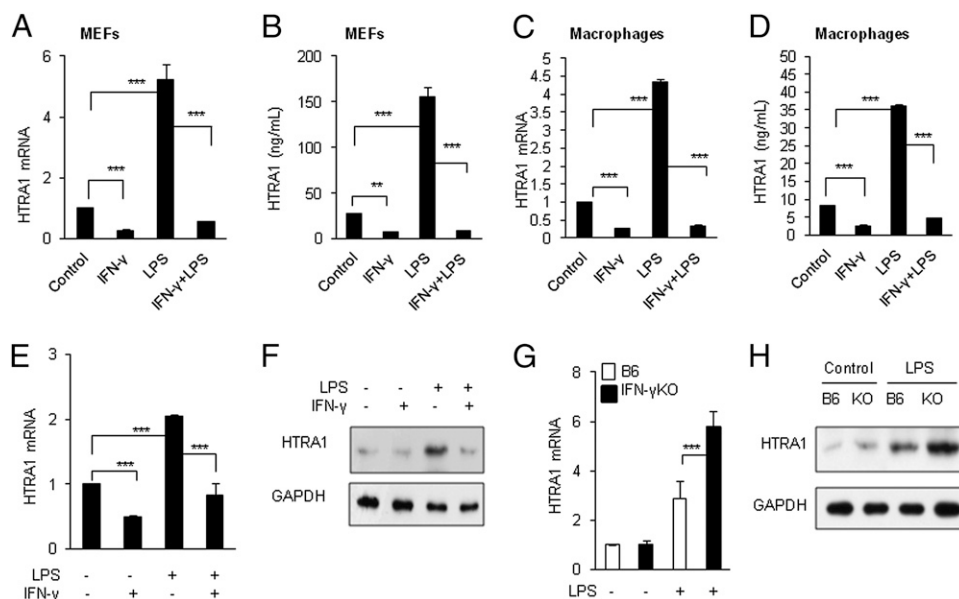 A MEFs
HTRA1 mRNA
6
4
2
0
***
***
***
Control IFN-γ LPS IFN-γ+LPS
B MEFs
HTRA1 (ng/mL)
200
150
100
50
0
***
**
***
Control IFN-γ LPS IFN-γ+LPS
C Macrophages
HTRA1 mRNA
4.5
4
3.5
3
2.5
2
1.5
1
0.5
0
***
***
***
Control IFN-γ LPS IFN-γ+LPS
D Macrophages
HTRA1 (ng/mL)
50
45
40
35
30
25
20
15
10
5
0
***
***
***
Control IFN-γ LPS IFN-γ+LPS
E
HTRA1 mRNA
3
2
1
0
***
***
***
LPS - - + +
IFN-γ - + - +
F
LPS - - + +
IFN-γ - + - +
HTRA1
GAPDH
G
B6
IFN-γKO
HTRA1 mRNA
8
6
4
2
0
***
LPS - - + +
H
Control LPS
B6 KO B6 KO
HTRA1
GAPDH